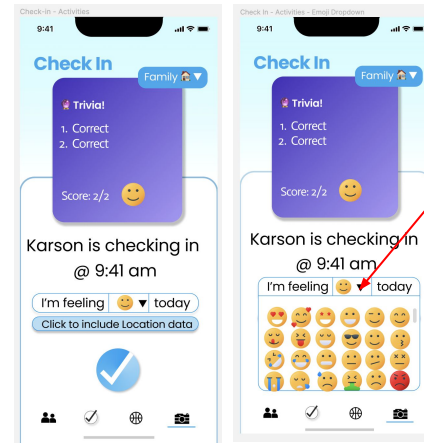 Check-in - Activities
9:41
Check In
Family
Trivia!
1. Correct
2. Correct
Score: 2/2
Karson is checking in
@ 9:41 am
I'm feeling
today
Click to include Location data
Check In - Activities - Emoji Dropdown
9:41
Check In
Family
Trivia!
1. Correct
2. Correct
Score: 2/2
Karson is checking in
@ 9:41 am
I'm feeling
today